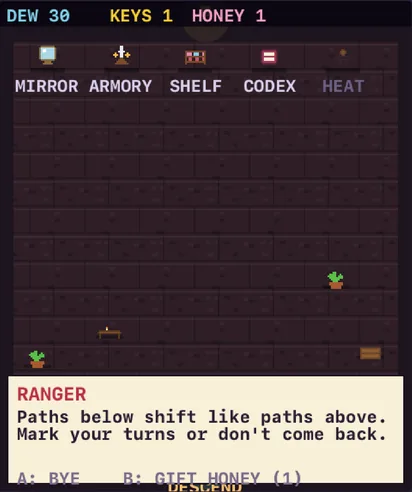 DEW 30 KEYS 1 HONEY 1
MIRROR ARMORY SHELF CODEX HEAT
RANGER
Paths below shift like paths above.
Mark your turns or don't come back.
A: BYE B: GIFT HONEY (1)
DESCEND